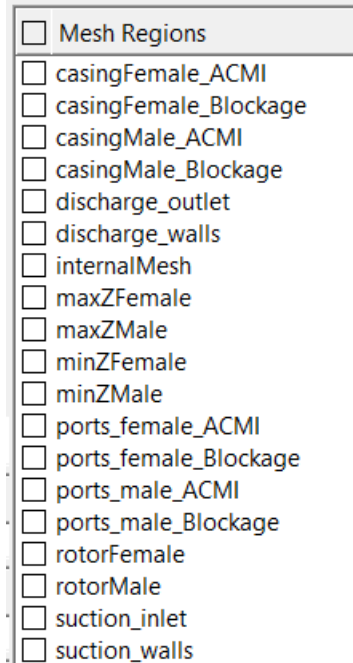 Mesh Regions
casingFemale_ACMI
casingFemale_Blockage
casingMale_ACMI
casingMale_Blockage
discharge_outlet
discharge_walls
internalMesh
maxZFemale
maxZMale
minZFemale
minZMale
ports_female_ACMI
ports_female_Blockage
ports_male_ACMI
ports_male_Blockage
rotorFemale
rotorMale
suction_inlet
suction_walls